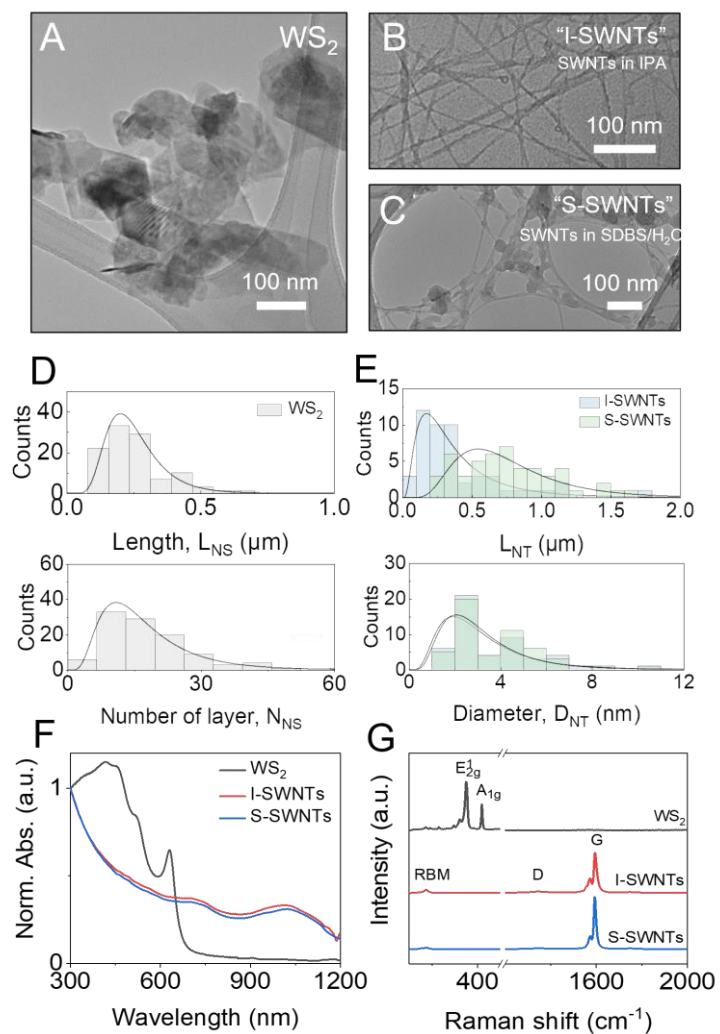 A
WS₂
100 nm
B
“I-SWNTs”
SWNTs in IPA
100 nm
C
“S-SWNTs”
SWNTs in SDBS/H₂O
100 nm
D
40
20
0
Counts
WS₂
0.0 0.5 1.0
Length, L_NS (μm)
60
40
20
0
Counts
0 30 60
Number of layer, N_NS
E
15
10
5
0
Counts
I-SWNTs
S-SWNTs
0.0 0.5 1.0 1.5 2.0
L_NT (μm)
30
20
10
0
Counts
0 4 8 12
Diameter, D_NT (nm)
F
1
0
Norm. Abs. (a.u.)
WS₂
I-SWNTs
S-SWNTs
300 600 900 1200
Wavelength (nm)
G
Intensity (a.u.)
E¹₂g
A₁g
WS₂
RBM
D
G
I-SWNTs
S-SWNTs
400 1600 2000
Raman shift (cm⁻¹)